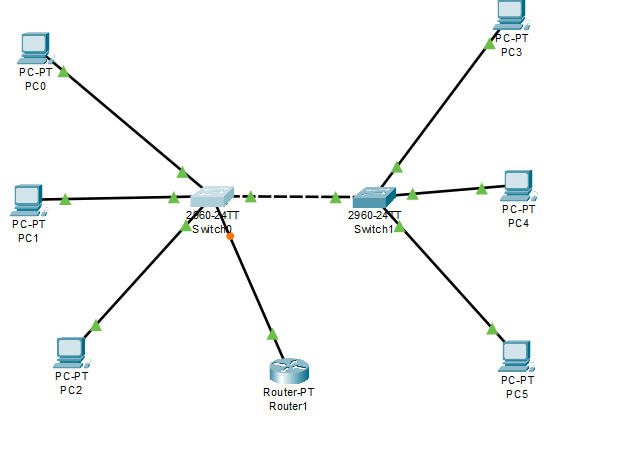 PC-PT
PC3
PC-PT
PC0
PC-PT
PC4
2960-24TT
Switch0
2960-24TT
Switch1
PC-PT
PC1
PC-PT
PC2
PC-PT
PC5
Router-PT
Router1